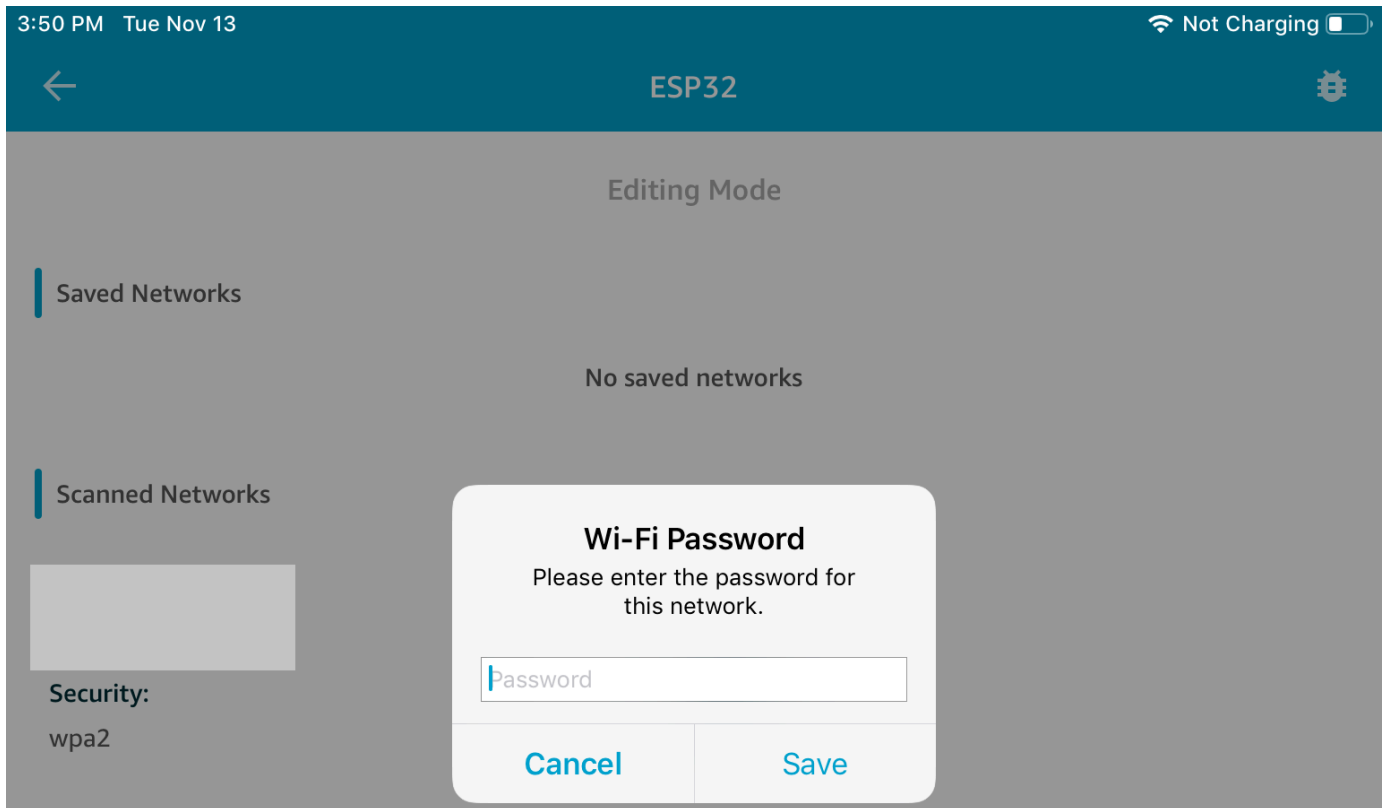 3:50 PM Tue Nov 13
Not Charging
ESP32
Editing Mode
Saved Networks
No saved networks
Scanned Networks
Wi-Fi Password
Please enter the password for
this network.
Password
Security:
wpa2
Cancel
Save